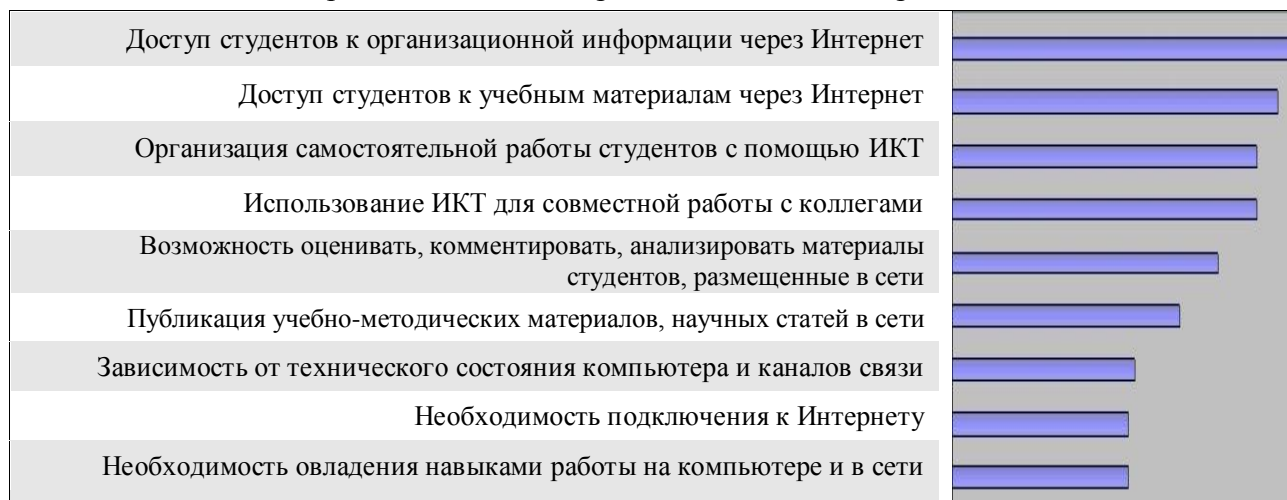 Доступ студентов к организационной информации через Интернет
Доступ студентов к учебным материалам через Интернет
Организация самостоятельной работы студентов с помощью ИКТ
Использование ИКТ для совместной работы с коллегами
Возможность оценивать, комментировать, анализировать материалы
студентов, размещенные в сети
Публикация учебно-методических материалов, научных статей в сети
Зависимость от технического состояния компьютера и каналов связи
Необходимость подключения к Интернету
Необходимость овладения навыками работы на компьютере и в сети